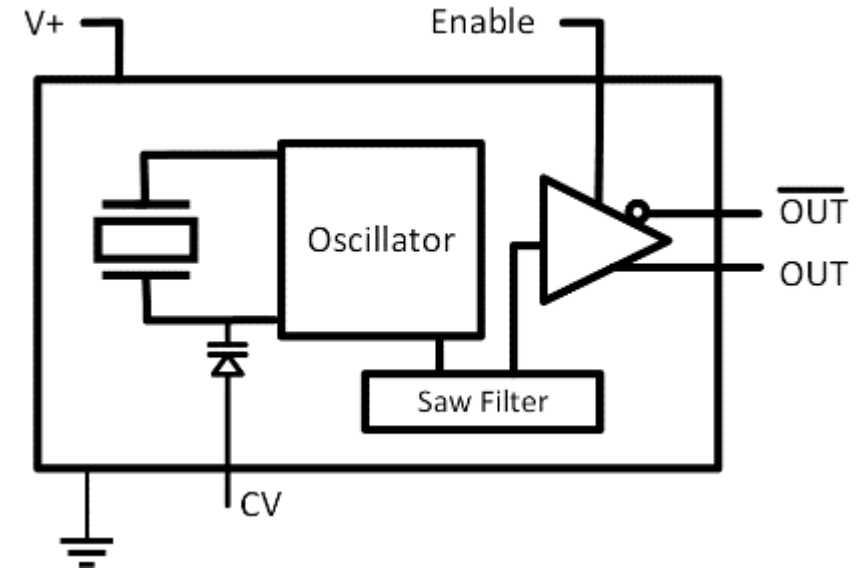 V+
Enable
Oscillator
OUT
OUT
Saw Filter
CV